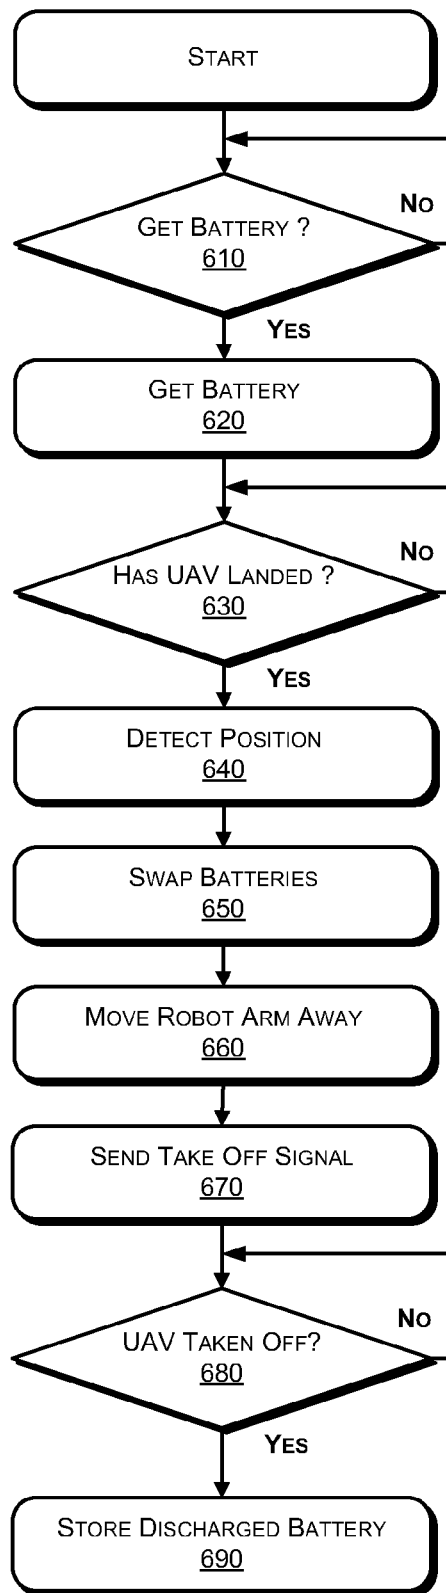 START
GET BATTERY ?
610
NO
YES
GET BATTERY
620
HAS UAV LANDED ?
630
NO
YES
DETECT POSITION
640
SWAP BATTERIES
650
MOVE ROBOT ARM AWAY
660
SEND TAKE OFF SIGNAL
670
UAV TAKEN OFF?
680
NO
YES
STORE DISCHARGED BATTERY
690